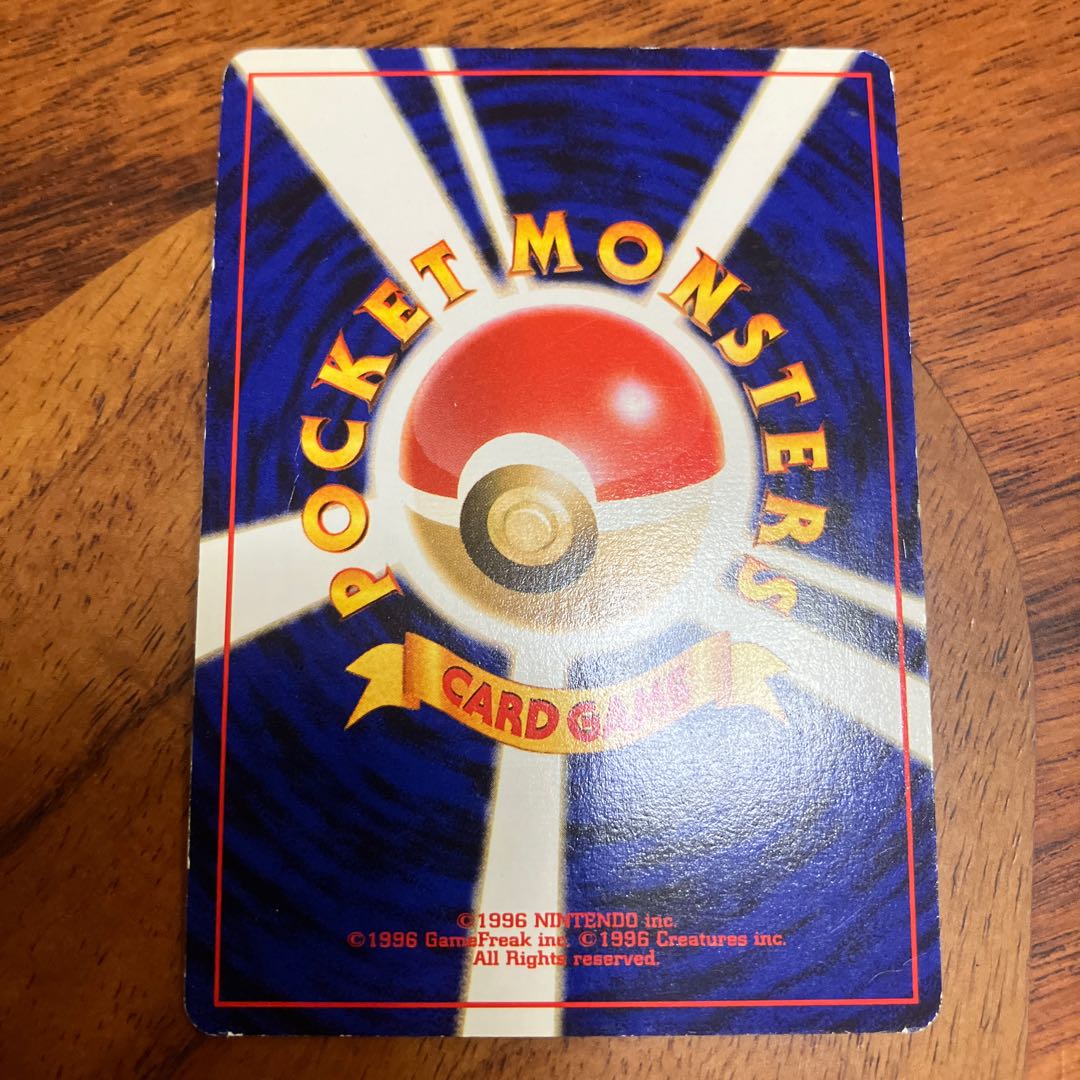 POCKET MONSTERS
CARD GAME
©1996 NINTENDO inc.
©1996 GameFreak inc. ©1996 Creatures inc.
All Rights reserved.